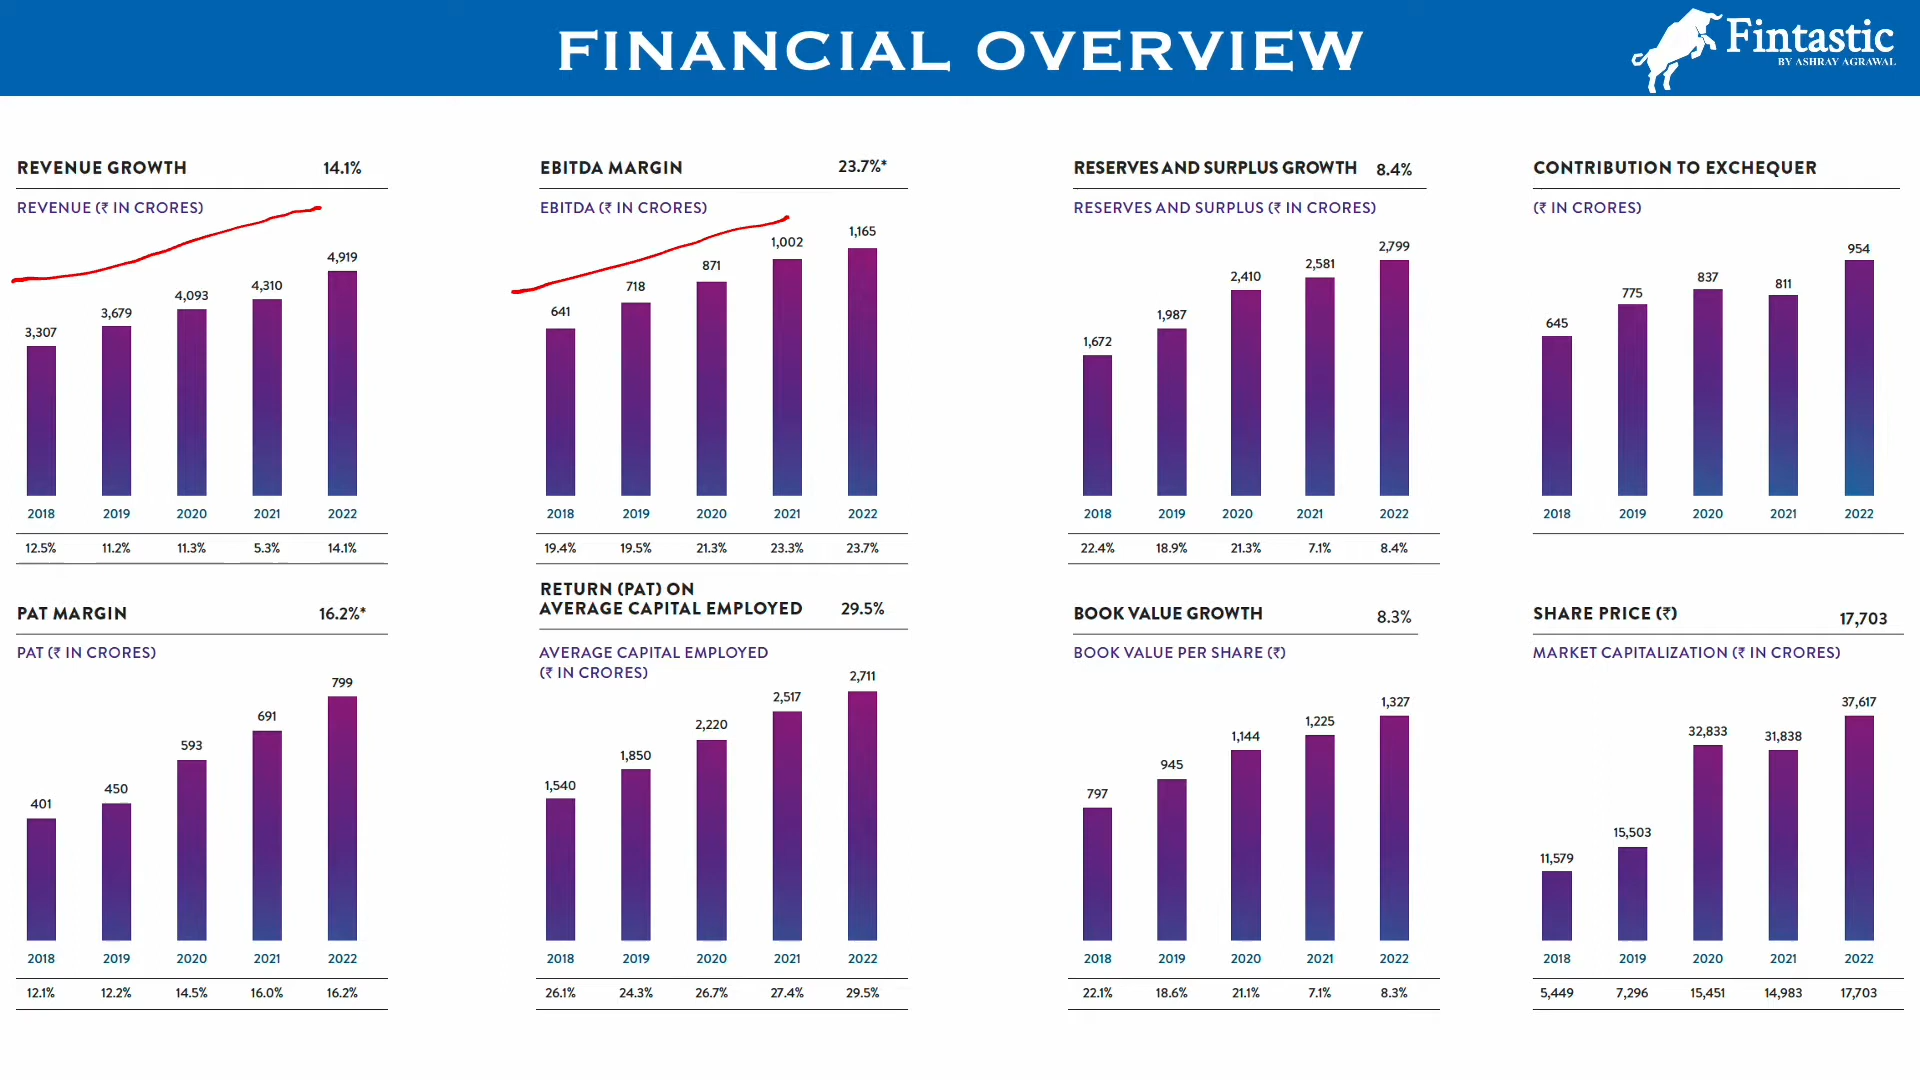 FINANCIAL OVERVIEW
Fintastic
BY ASHRAY AGRAWAL
REVENUE GROWTH 14.1%
REVENUE (₹ IN CRORES)
3,307 3,679 4,093 4,310 4,919
2018 2019 2020 2021 2022
12.5% 11.2% 11.3% 5.3% 14.1%
EBITDA MARGIN 23.7%*
EBITDA (₹ IN CRORES)
641 718 871 1,002 1,165
2018 2019 2020 2021 2022
19.4% 19.5% 21.3% 23.3% 23.7%
RESERVES AND SURPLUS GROWTH 8.4%
RESERVES AND SURPLUS (₹ IN CRORES)
1,672 1,987 2,410 2,581 2,799
2018 2019 2020 2021 2022
22.4% 18.9% 21.3% 7.1% 8.4%
CONTRIBUTION TO EXCHEQUER
(₹ IN CRORES)
645 775 837 811 954
2018 2019 2020 2021 2022
PAT MARGIN 16.2%*
PAT (₹ IN CRORES)
401 450 593 691 799
2018 2019 2020 2021 2022
12.1% 12.2% 14.5% 16.0% 16.2%
RETURN (PAT) ON
AVERAGE CAPITAL EMPLOYED 29.5%
AVERAGE CAPITAL EMPLOYED
(₹ IN CRORES)
1,540 1,850 2,220 2,517 2,711
2018 2019 2020 2021 2022
26.1% 24.3% 26.7% 27.4% 29.5%
BOOK VALUE GROWTH 8.3%
BOOK VALUE PER SHARE (₹)
797 945 1,144 1,225 1,327
2018 2019 2020 2021 2022
22.1% 18.6% 21.1% 7.1% 8.3%
SHARE PRICE (₹) 17,703
MARKET CAPITALIZATION (₹ IN CRORES)
11,579 15,503 32,833 31,838 37,617
2018 2019 2020 2021 2022
5,449 7,296 15,451 14,983 17,703